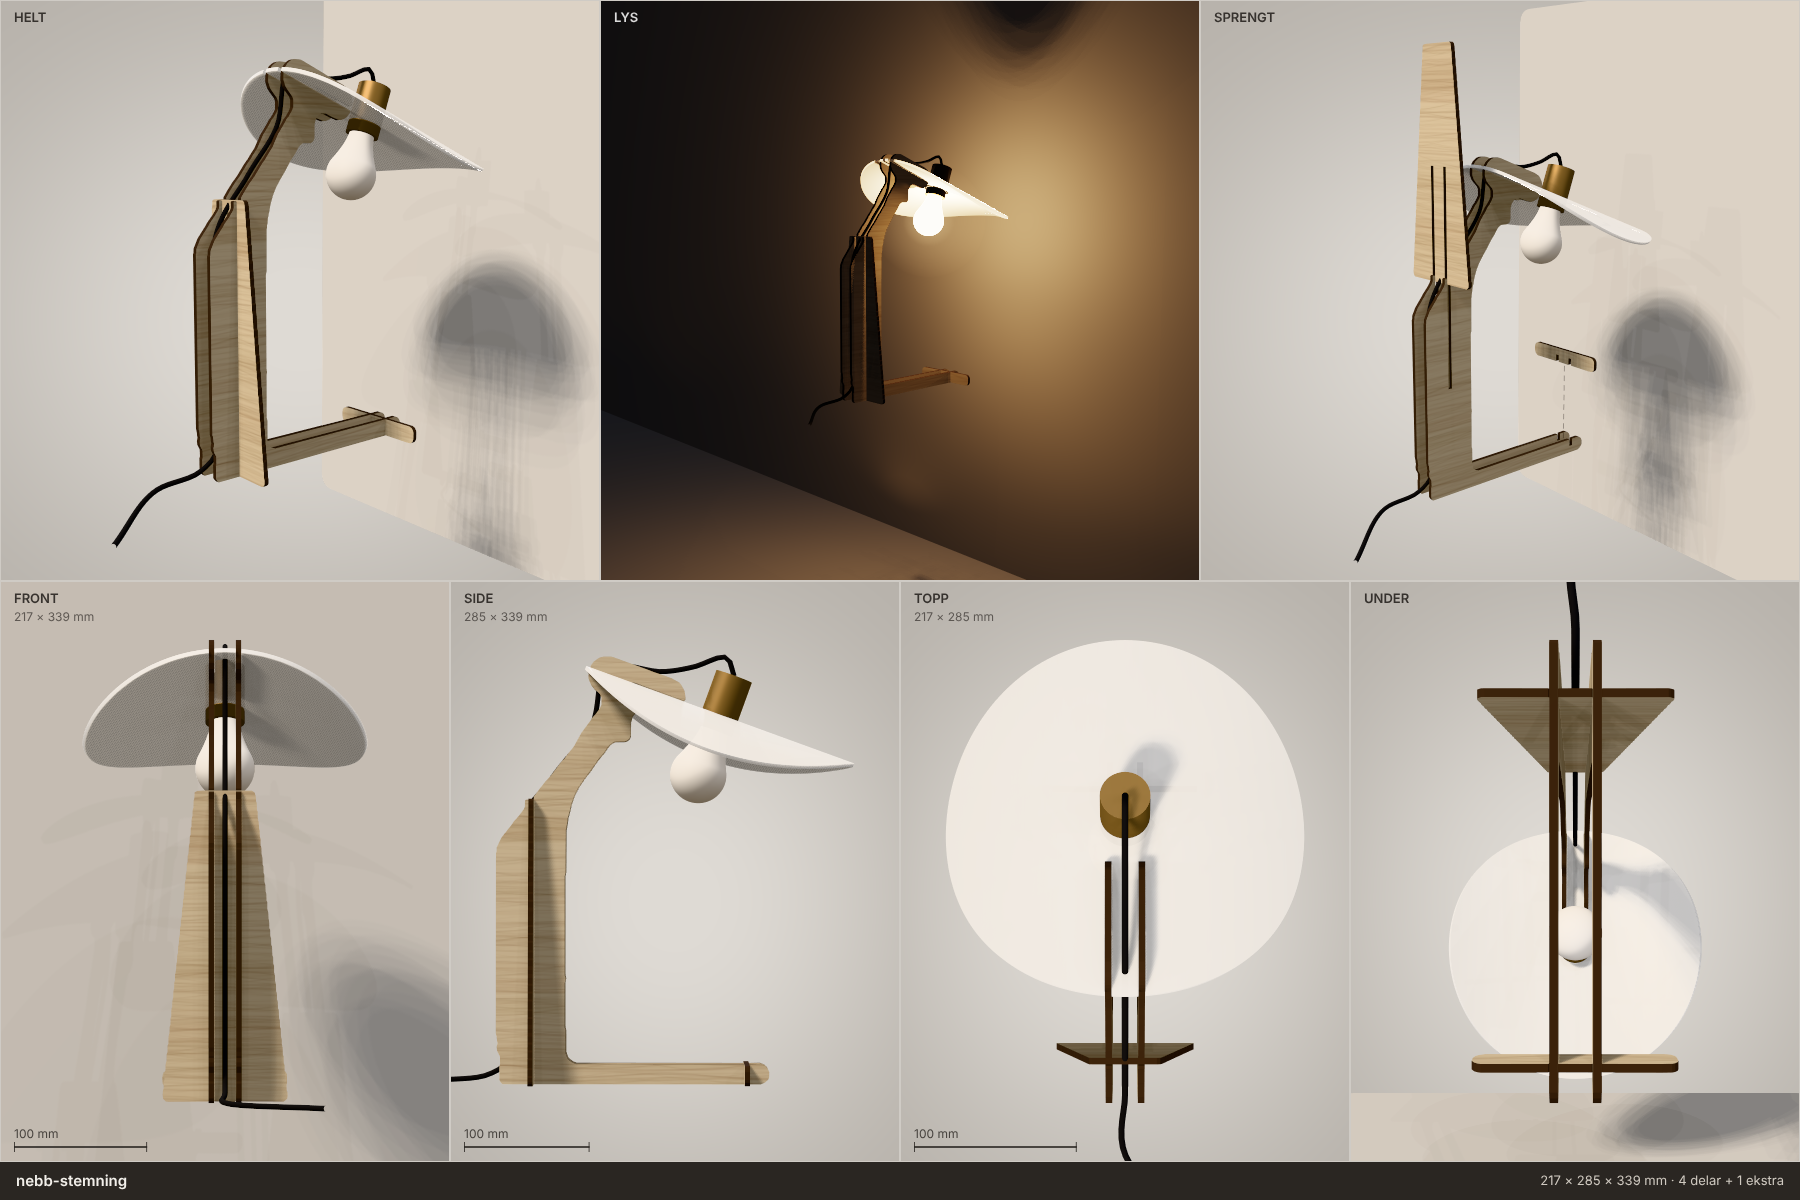 HELT
LYS
SPRENGT
FRONT
217 × 339 mm
SIDE
285 × 339 mm
TOPP
217 × 285 mm
UNDER
100 mm
100 mm
100 mm
nebb-stemning
217 × 285 × 339 mm · 4 delar + 1 ekstra